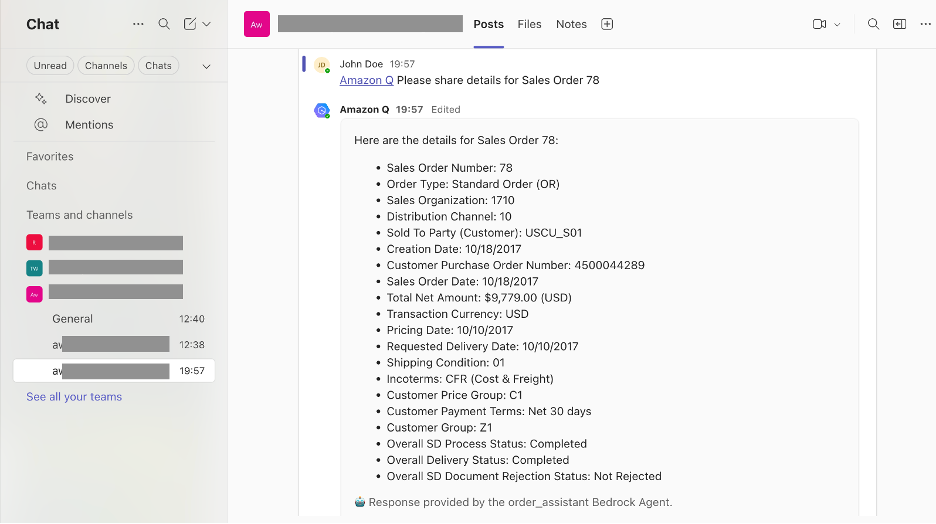 Chat
Aw
Posts Files Notes
Unread Channels Chats
Discover
Mentions
Favorites
Chats
Teams and channels
IL
TW
Aw
General 12:40
aw 12:38
aw 19:57
See all your teams
JD
John Doe 19:57
Amazon Q Please share details for Sales Order 78
Amazon Q 19:57 Edited
Here are the details for Sales Order 78:
• Sales Order Number: 78
• Order Type: Standard Order (OR)
• Sales Organization: 1710
• Distribution Channel: 10
• Sold To Party (Customer): USCU_S01
• Creation Date: 10/18/2017
• Customer Purchase Order Number: 4500044289
• Sales Order Date: 10/18/2017
• Total Net Amount: $9,779.00 (USD)
• Transaction Currency: USD
• Pricing Date: 10/10/2017
• Requested Delivery Date: 10/10/2017
• Shipping Condition: 01
• Incoterms: CFR (Cost & Freight)
• Customer Price Group: C1
• Customer Payment Terms: Net 30 days
• Customer Group: Z1
• Overall SD Process Status: Completed
• Overall Delivery Status: Completed
• Overall SD Document Rejection Status: Not Rejected
🤖 Response provided by the order_assistant Bedrock Agent.